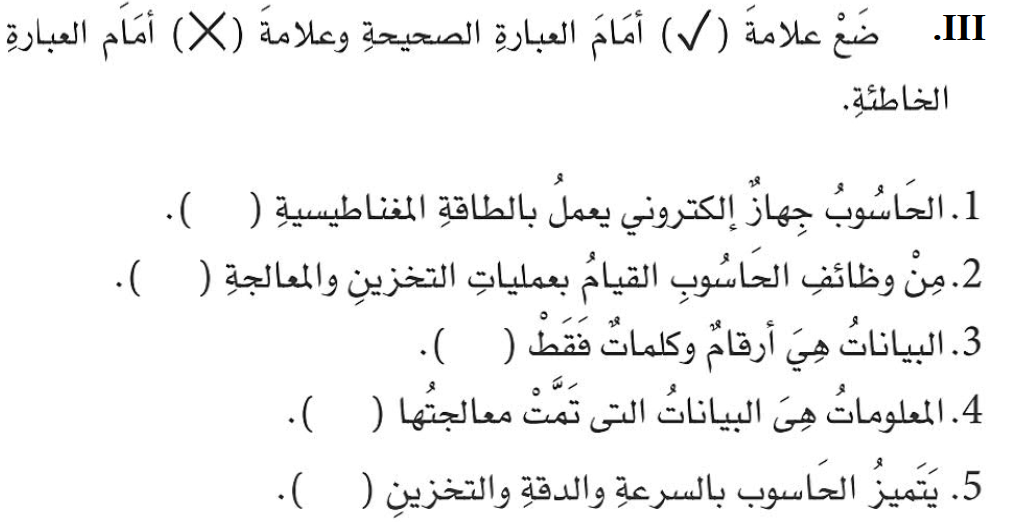 III. ضَعْ علامةَ (✓) أمَامَ العبارةِ الصحيحةِ وعلامةَ (✗) أمَام العبارةِ
الخاطئةِ.
1. الحَاسُوبُ جِهازٌ إلكتروني يعملُ بالطاقةِ المغناطيسيةِ (    ).
2. مِنْ وظائفِ الحَاسُوبِ القيامُ بعملياتِ التخزينِ والمعالجةِ (    ).
3. البياناتُ هِيَ أرقامٌ وكلماتٌ فَقَطْ (    ).
4. المعلوماتُ هِىَ البياناتُ التى تَمَّتْ معالجتُها (    ).
5. يَتَميزُ الحَاسوب بالسرعةِ والدقةِ والتخزينِ (    ).